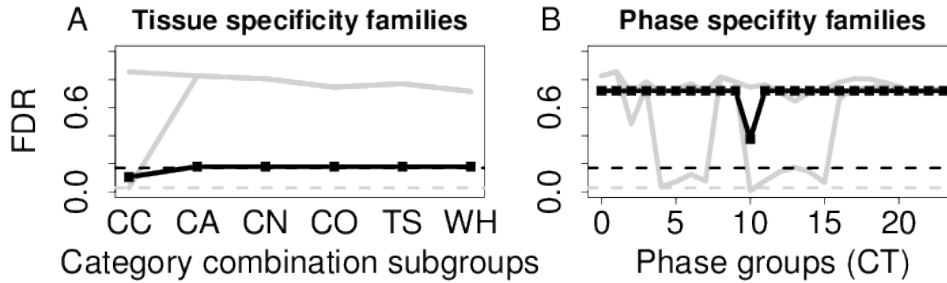 A Tissue specificity families
B Phase specifity families
FDR
0.6
0.0
CC CA CN CO TS WH
Category combination subgroups
0.6
0.0
0 5 10 15 20
Phase groups (CT)